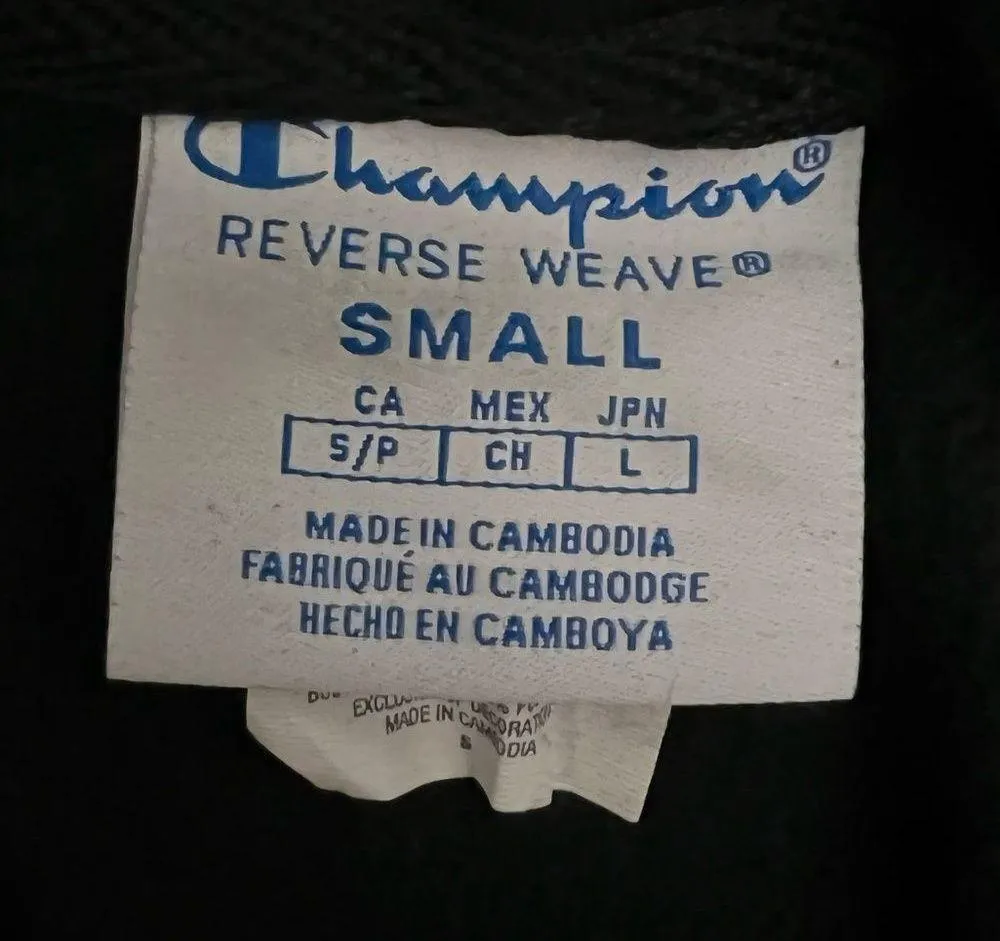 Champion®
REVERSE WEAVE®
SMALL
CA MEX JPN
S/P CH L
MADE IN CAMBODIA
FABRIQUÉ AU CAMBODGE
HECHO EN CAMBOYA
MADE IN
S